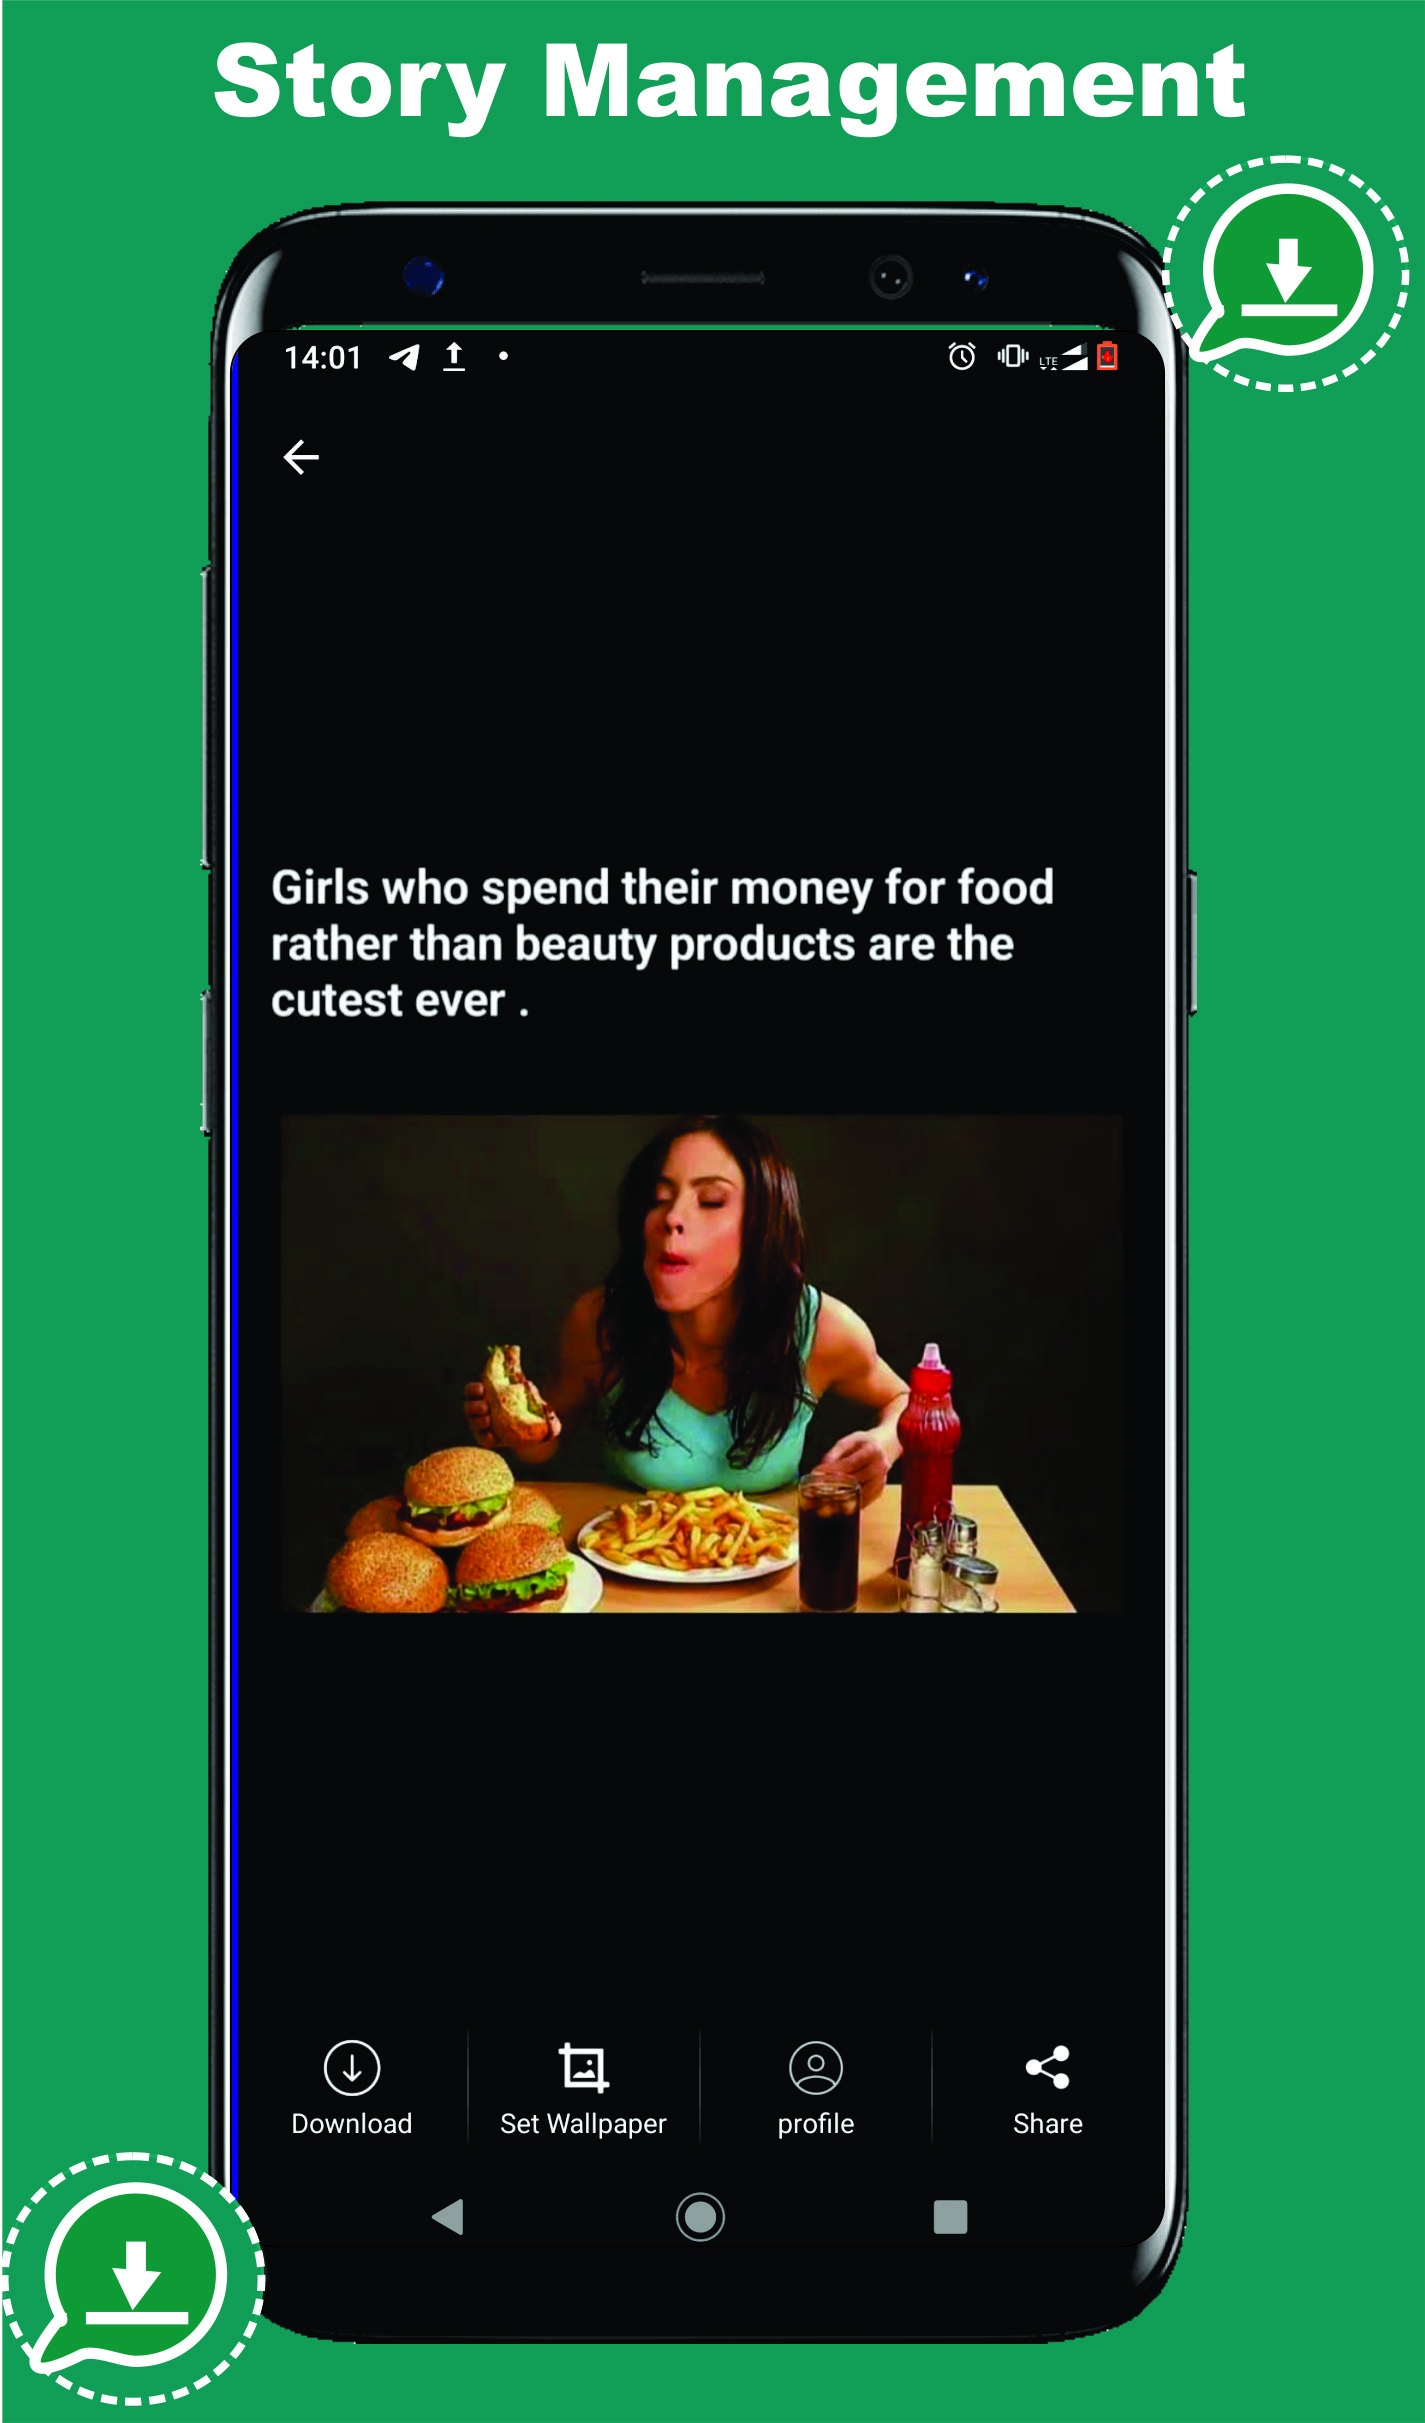 Story Management
14:01
LTE
4
Girls who spend their money for food
rather than beauty products are the
cutest ever .
Download
Set Wallpaper
profile
Share